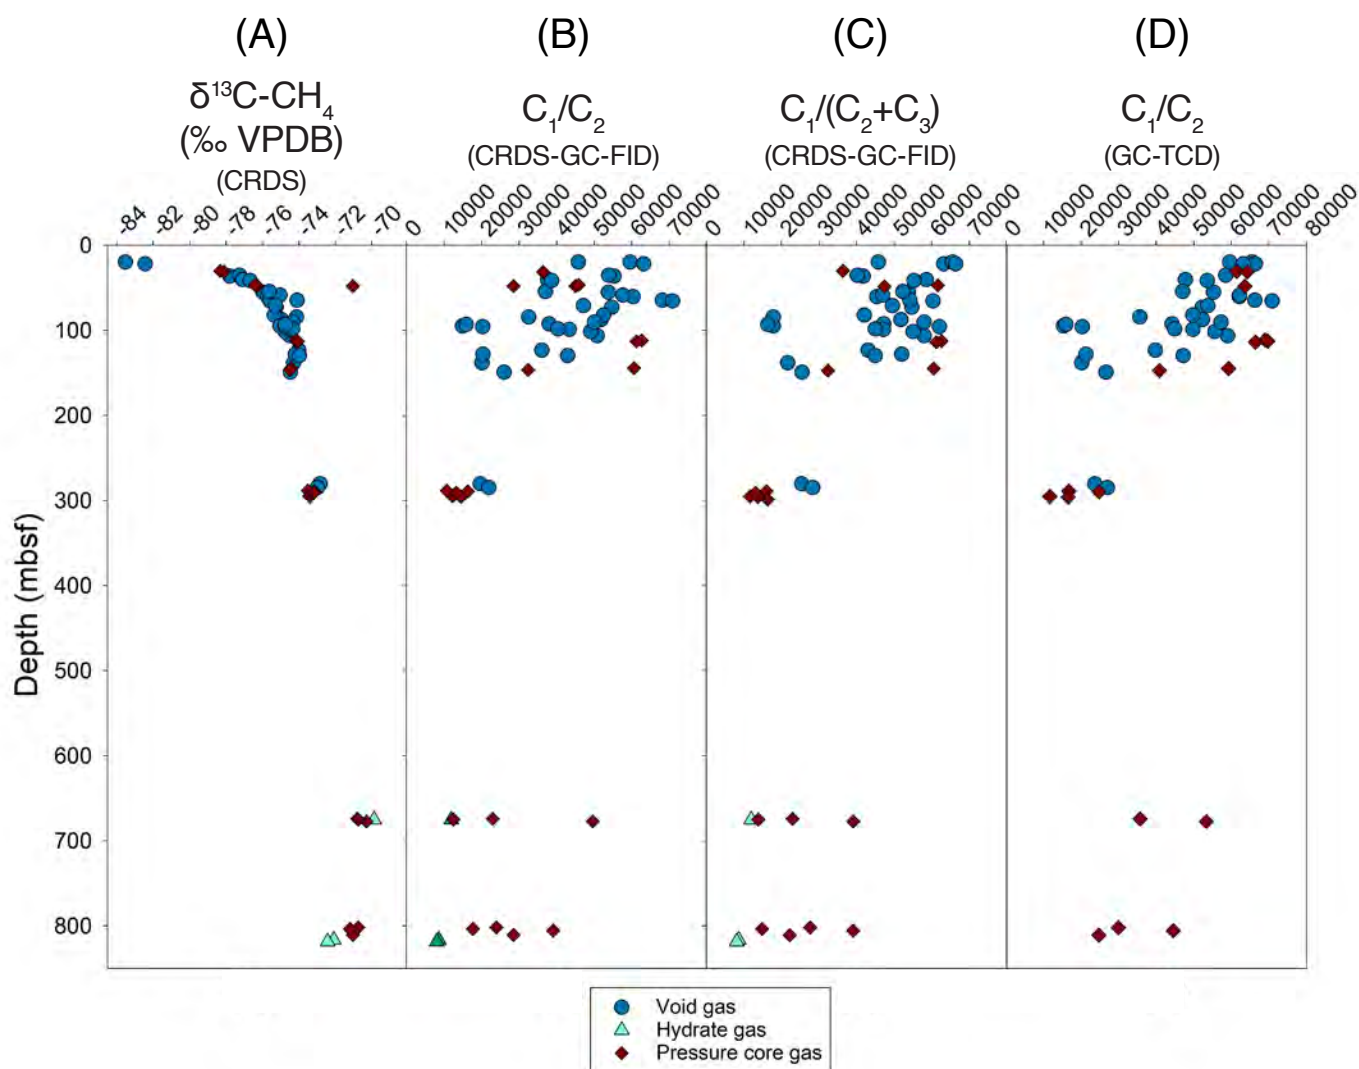 (A) (B) (C) (D)
δ¹³C-CH₄
(‰ VPDB)
(CRDS)
C₁/C₂
(CRDS-GC-FID)
C₁/(C₂+C₃)
(CRDS-GC-FID)
C₁/C₂
(GC-TCD)
-84 -82 -80 -78 -76 -74 -72 -70
0 10000 20000 30000 40000 50000 60000 70000
0 10000 20000 30000 40000 50000 60000 70000
0 10000 20000 30000 40000 50000 60000 70000 80000
Depth (mbsf)
0
100
200
300
400
500
600
700
800
Void gas
Hydrate gas
Pressure core gas